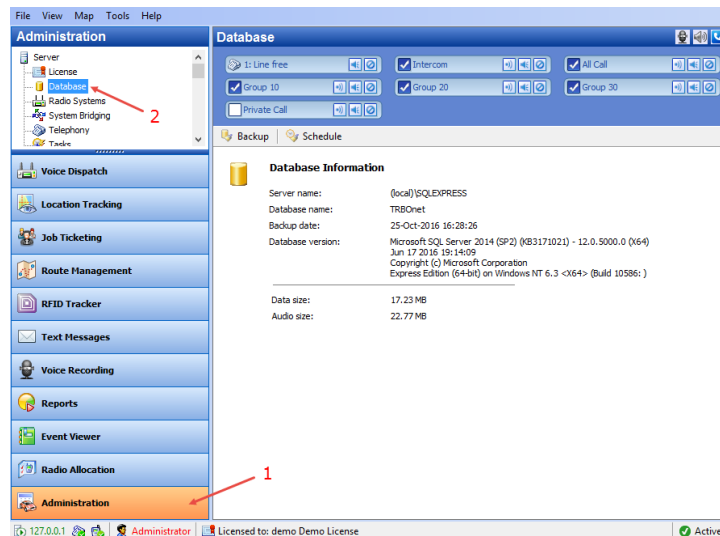 File View Map Tools Help
Administration
Database
Server
License
Database
Radio Systems
System Bridging
Telephony
Tasks
2
1: Line free
Intercom
All Call
Group 10
Group 20
Group 30
Private Call
Backup Schedule
Database Information
Server name: (local)\SQLEXPRESS
Database name: TRBOnet
Backup date: 25-Oct-2016 16:28:26
Database version: Microsoft SQL Server 2014 (SP2) (KB3171021) - 12.0.5000.0 (X64)
Jun 17 2016 19:14:09
Copyright (c) Microsoft Corporation
Express Edition (64-bit) on Windows NT 6.3 <X64> (Build 10586: )
Data size: 17.23 MB
Audio size: 22.77 MB
Voice Dispatch
Location Tracking
Job Ticketing
Route Management
RFID Tracker
Text Messages
Voice Recording
Reports
Event Viewer
Radio Allocation
Administration
1
127.0.0.1 Administrator Licensed to: demo Demo License Active